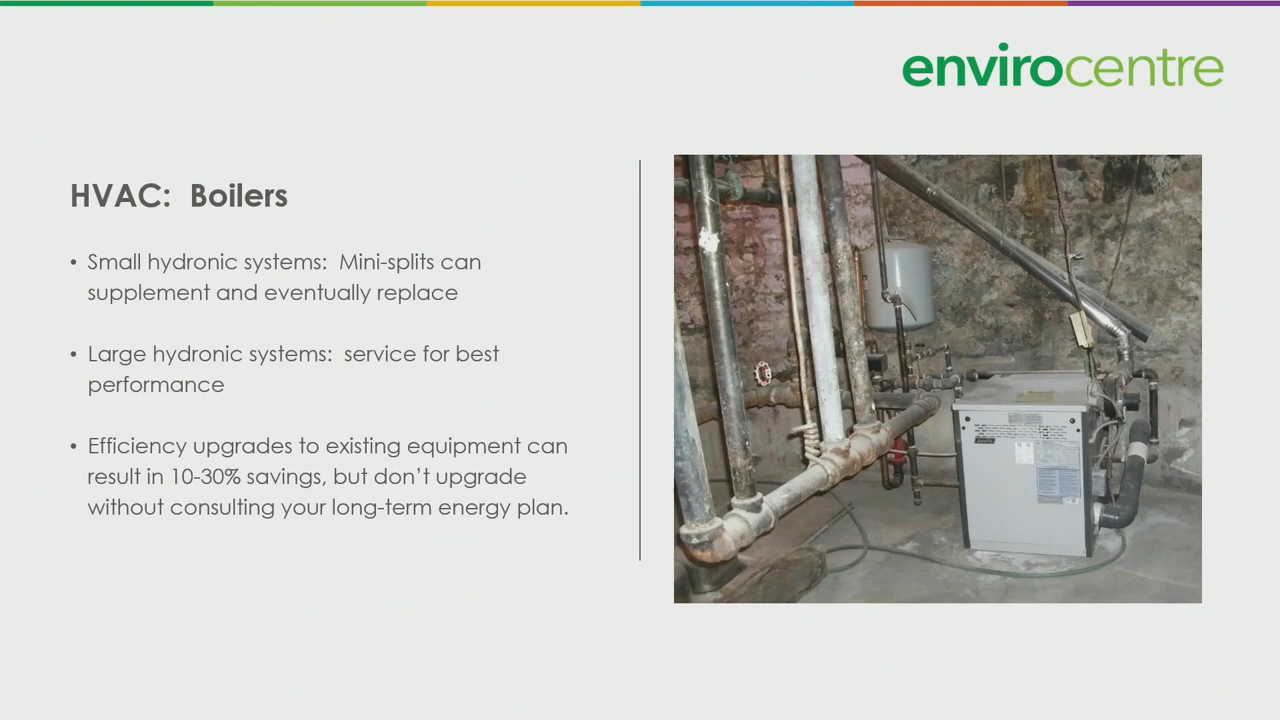 envirocentre
HVAC:  Boilers
• Small hydronic systems:  Mini-splits can
supplement and eventually replace
• Large hydronic systems:  service for best
performance
• Efficiency upgrades to existing equipment can
result in 10-30% savings, but don’t upgrade
without consulting your long-term energy plan.